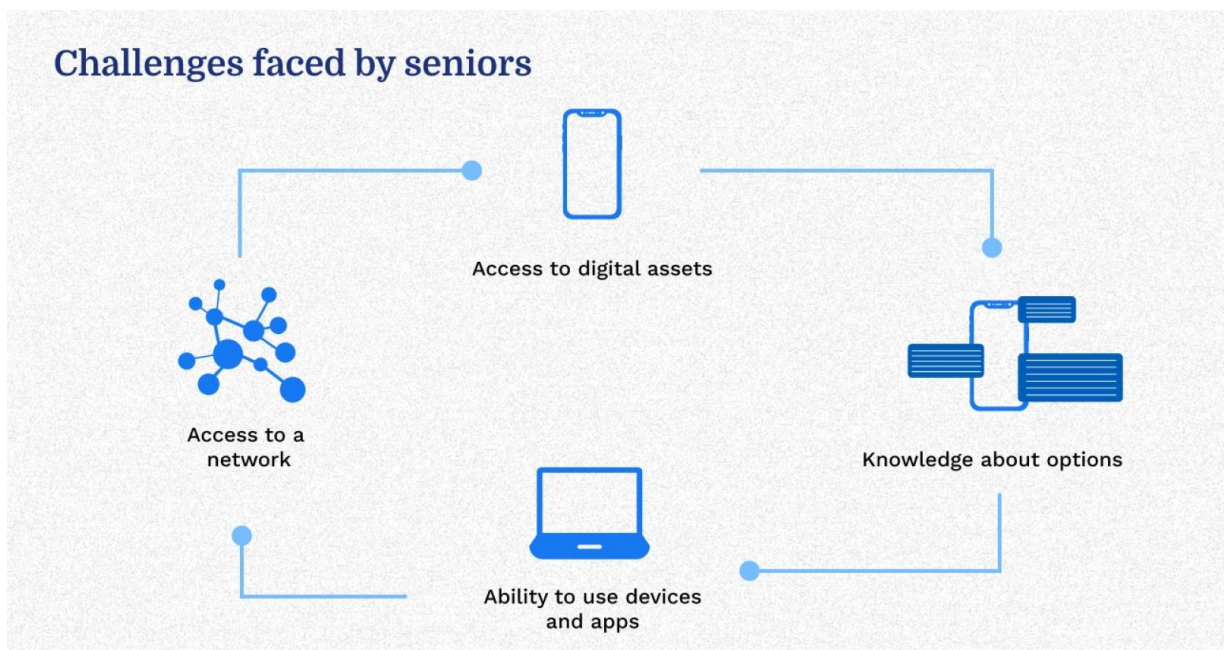 Challenges faced by seniors
Access to digital assets
Access to a
network
Knowledge about options
Ability to use devices
and apps